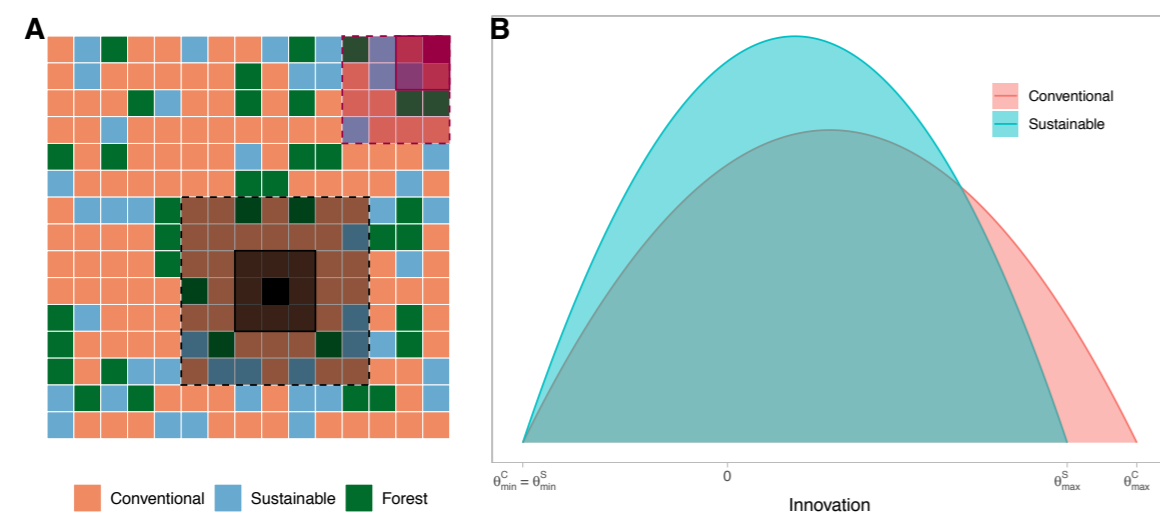 A
B
Conventional
Sustainable
θ^C_min = θ^S_min
0
θ^S_max
θ^C_max
Innovation
Conventional
Sustainable
Forest